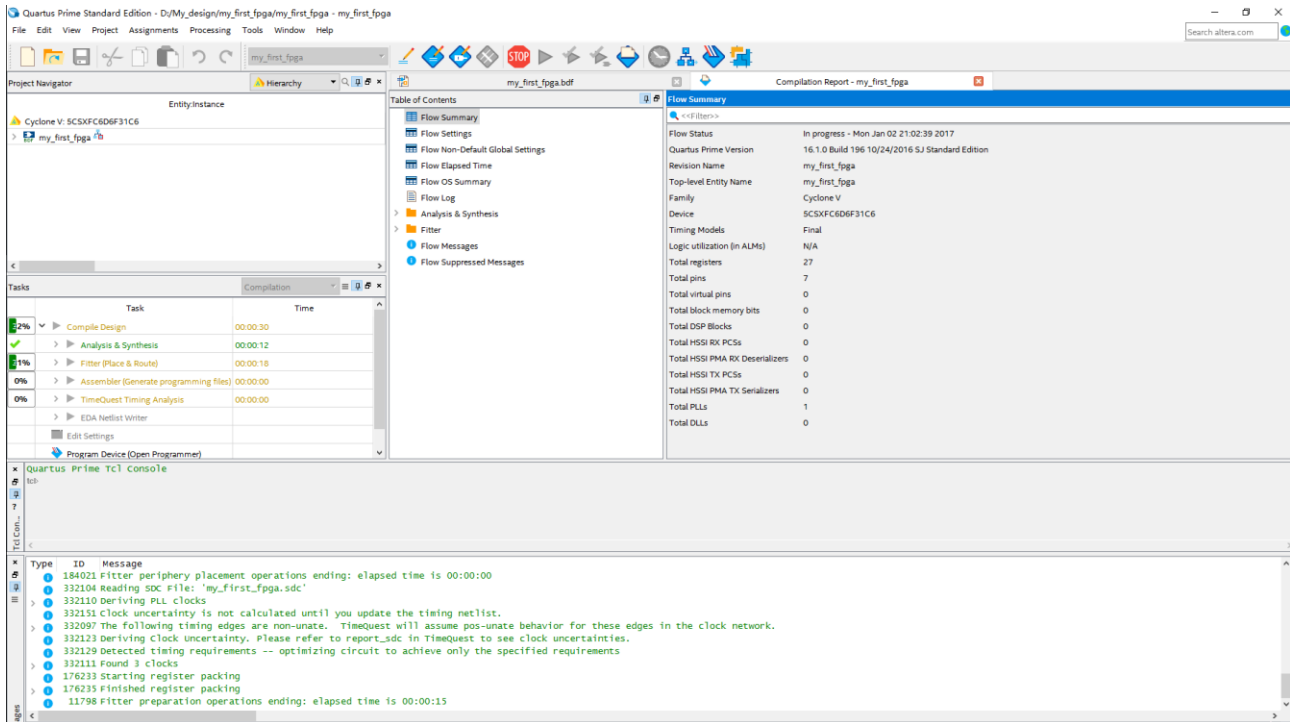 Quartus Prime Standard Edition - D:/My_design/my_first_fpga/my_first_fpga - my_first_fpga
File Edit View Project Assignments Processing Tools Window Help
Search altera.com
my_first_fpga
STOP
Project Navigator
Hierarchy
Entity:Instance
Cyclone V: 5CSXFC6D6F31C6
my_first_fpga
Tasks
Compilation
Task Time
Compile Design 00:00:30
Analysis & Synthesis 00:00:12
Fitter (Place & Route) 00:00:18
0% Assembler (Generate programming files) 00:00:00
0% TimeQuest Timing Analysis 00:00:00
EDA Netlist Writer
Edit Settings
Program Device (Open Programmer)
my_first_fpga.bdf
Compilation Report - my_first_fpga
Table of Contents
Flow Summary
Flow Settings
Flow Non-Default Global Settings
Flow Elapsed Time
Flow OS Summary
Flow Log
Analysis & Synthesis
Fitter
Flow Messages
Flow Suppressed Messages
Flow Summary
<<Filter>>
Flow Status In progress - Mon Jan 02 21:02:39 2017
Quartus Prime Version 16.1.0 Build 196 10/24/2016 SJ Standard Edition
Revision Name my_first_fpga
Top-level Entity Name my_first_fpga
Family Cyclone V
Device 5CSXFC6D6F31C6
Timing Models Final
Logic utilization (in ALMs) N/A
Total registers 27
Total pins 7
Total virtual pins 0
Total block memory bits 0
Total DSP Blocks 0
Total HSSI RX PCSs 0
Total HSSI PMA RX Deserializers 0
Total HSSI TX PCSs 0
Total HSSI PMA TX Serializers 0
Total PLLs 1
Total DLLs 0
Quartus Prime Tcl Console
tcl>
Tcl Con...
Type ID Message
184021 Fitter periphery placement operations ending: elapsed time is 00:00:00
332104 Reading SDC File: 'my_first_fpga.sdc'
332110 Deriving PLL clocks
332151 Clock uncertainty is not calculated until you update the timing netlist.
332097 The following timing edges are non-unate. TimeQuest will assume pos-unate behavior for these edges in the clock network.
332123 Deriving Clock Uncertainty. Please refer to report_sdc in TimeQuest to see clock uncertainties.
332129 Detected timing requirements -- optimizing circuit to achieve only the specified requirements
332111 Found 3 clocks
176233 Starting register packing
176235 Finished register packing
11798 Fitter preparation operations ending: elapsed time is 00:00:15